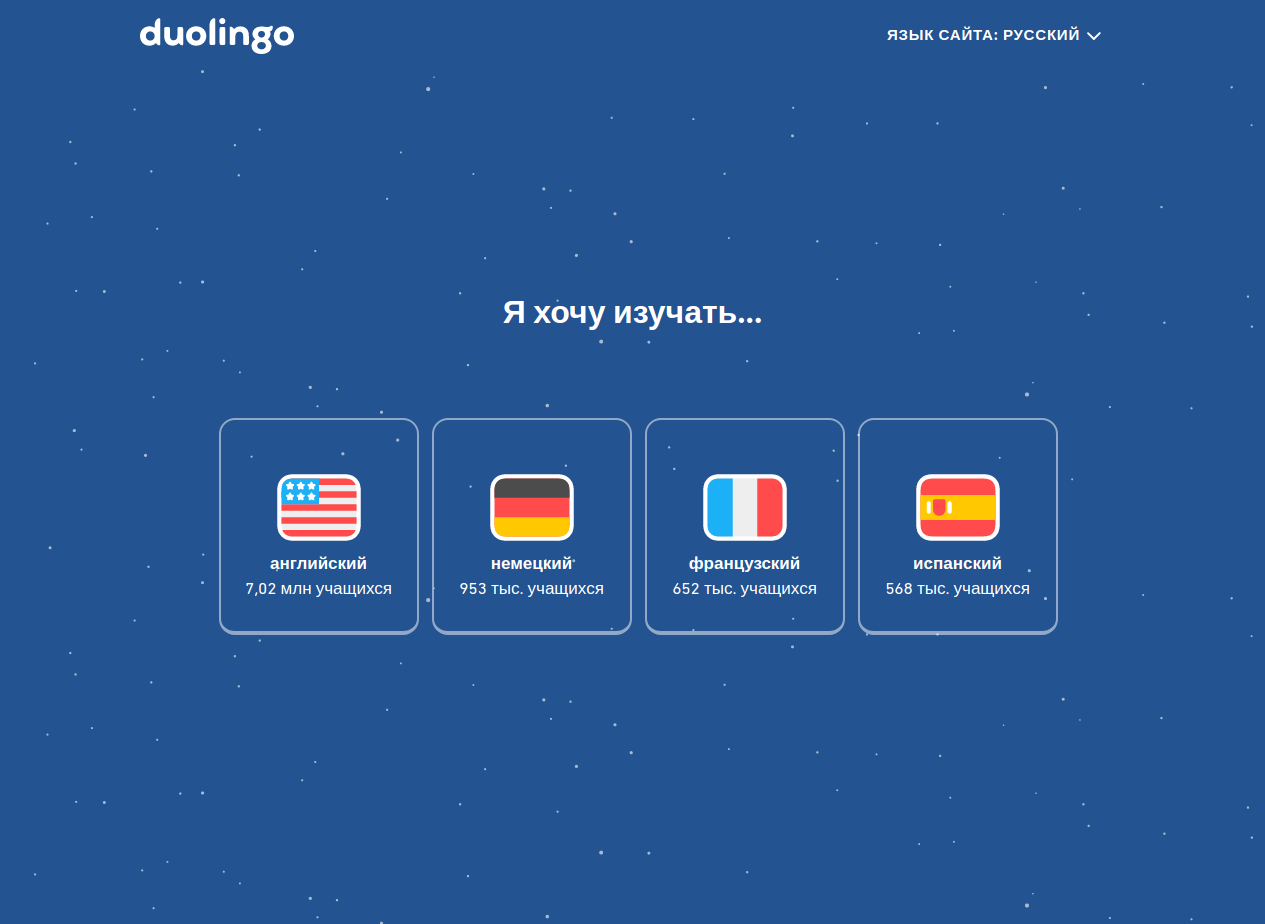 duolingo
ЯЗЫК САЙТА: РУССКИЙ
Я хочу изучать...
английский
7,02 млн учащихся
немецкий
953 тыс. учащихся
французский
652 тыс. учащихся
испанский
568 тыс. учащихся